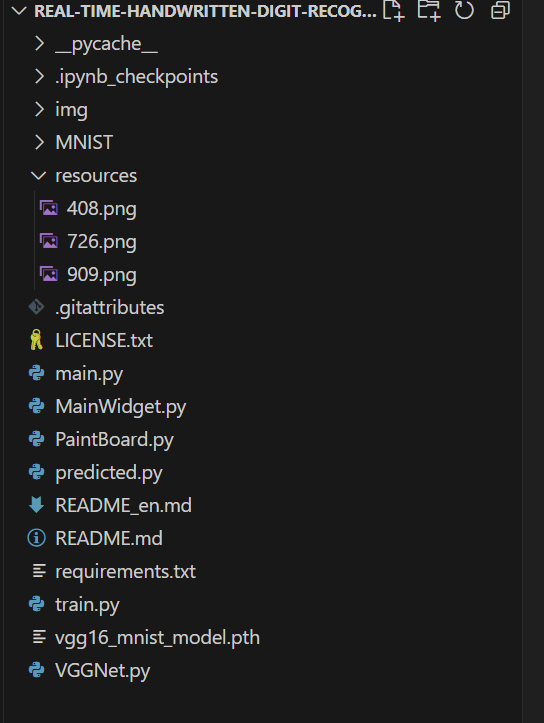 REAL-TIME-HANDWRITTEN-DIGIT-RECOG...
__pycache__
.ipynb_checkpoints
img
MNIST
resources
408.png
726.png
909.png
.gitattributes
LICENSE.txt
main.py
MainWidget.py
PaintBoard.py
predicted.py
README_en.md
README.md
requirements.txt
train.py
vgg16_mnist_model.pth
VGGNet.py